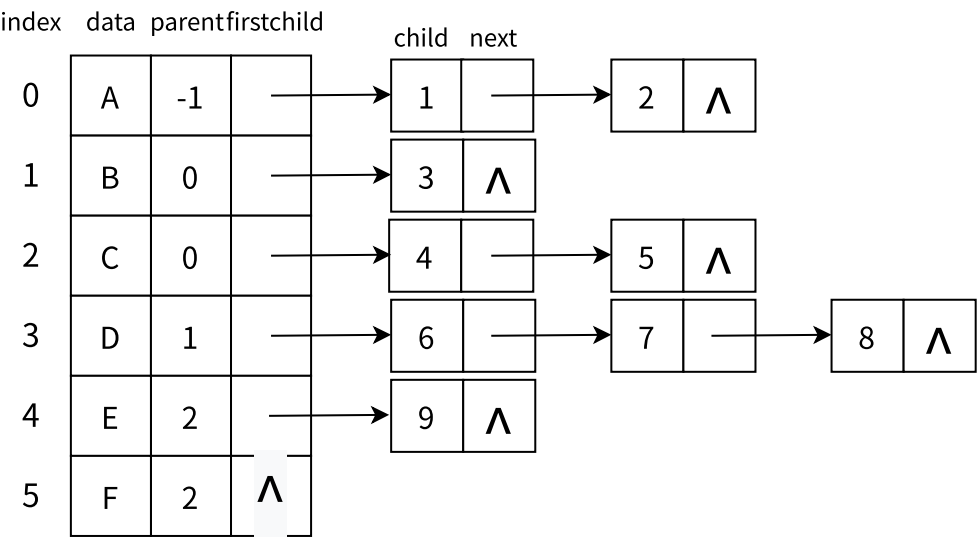 index data parent firstchild
child next
0 A -1 1 2 Λ
1 B 0 3 Λ
2 C 0 4 5 Λ
3 D 1 6 7 8 Λ
4 E 2 9 Λ
5 F 2 Λ